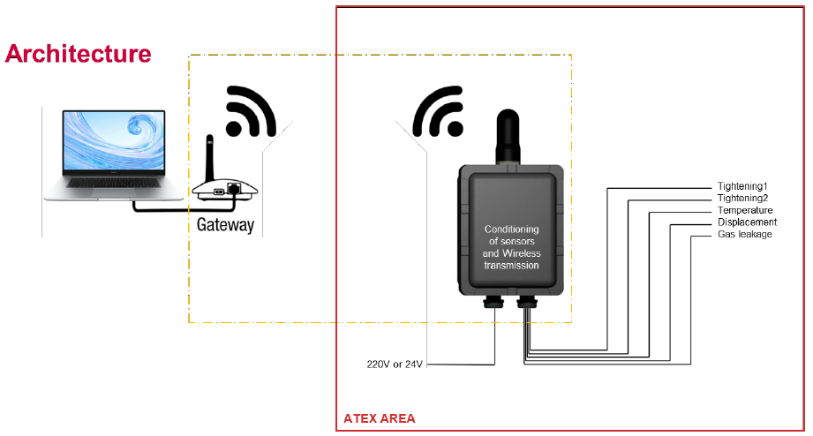 Architecture
Gateway
Conditioning
of sensors
and Wireless
transmission
Tightening1
Tightening2
Temperature
Displacement
Gas leakage
220V or 24V
ATEX AREA